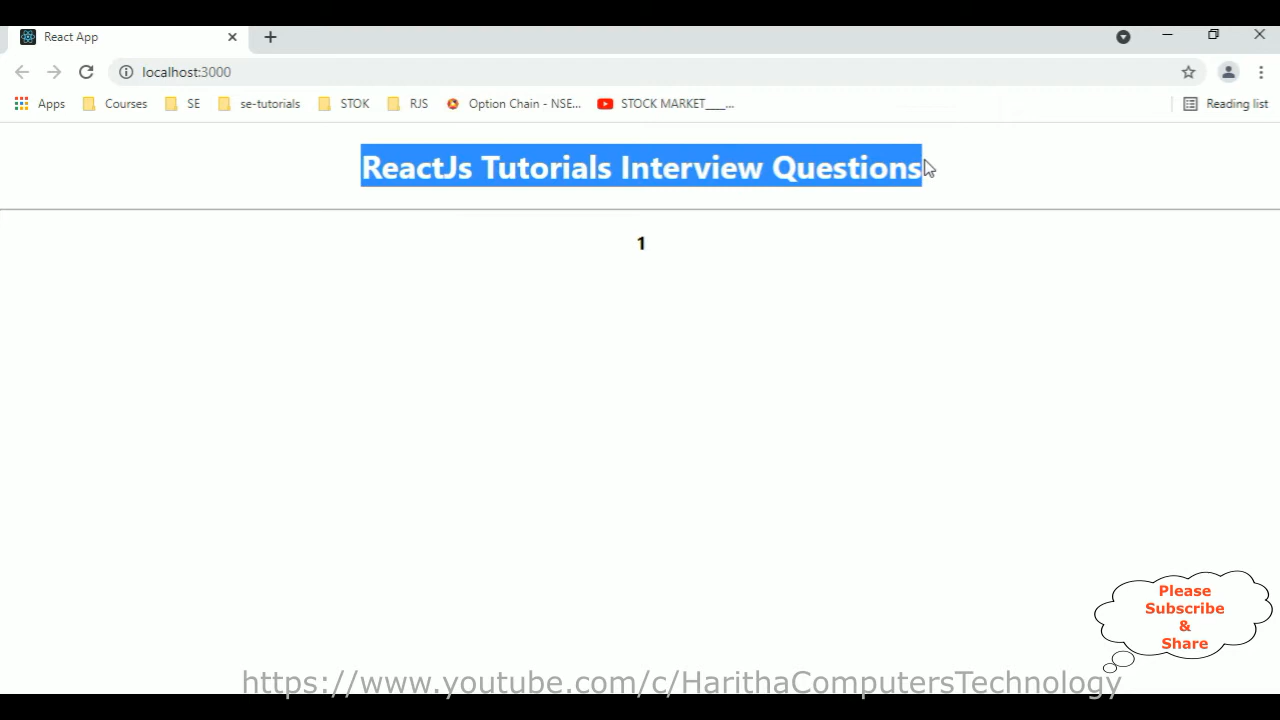 React App
localhost:3000
Apps Courses SE se-tutorials STOK RJS Option Chain - NSE... STOCK MARKET___... Reading list
ReactJs Tutorials Interview Questions
1
Please
Subscribe
&
Share
https://www.youtube.com/c/HarithaComputersTechnology